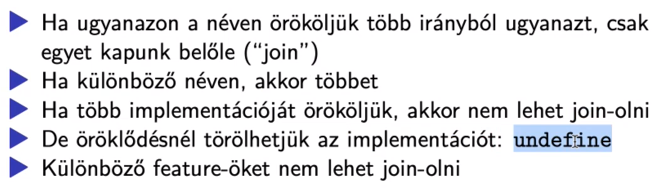 Ha ugyanazon a néven örököljük több irányból ugyanazt, csak
egyet kapunk belőle (“join”)
Ha különböző néven, akkor többet
Ha több implementációját örököljük, akkor nem lehet join-olni
De öröklődésnél törölhetjük az implementációt: undefine
Különböző feature-öket nem lehet join-olni